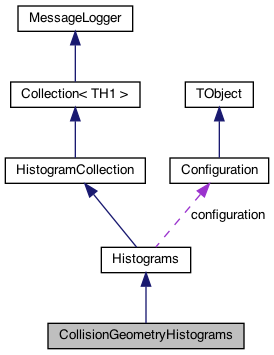 MessageLogger
Collection< TH1 >
TObject
HistogramCollection
Configuration
configuration
Histograms
CollisionGeometryHistograms